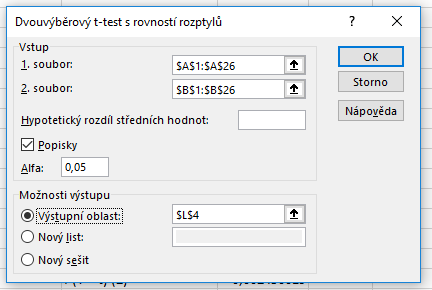 Dvouvýběrový t-test s rovností rozptylů
Vstup
1. soubor: $A$1:$A$26
2. soubor: $B$1:$B$26
Hypotetický rozdíl středních hodnot:
Popisky
Alfa: 0,05
OK
Storno
Nápověda
Možnosti výstupu
Výstupní oblast: $L$4
Nový list:
Nový sešit